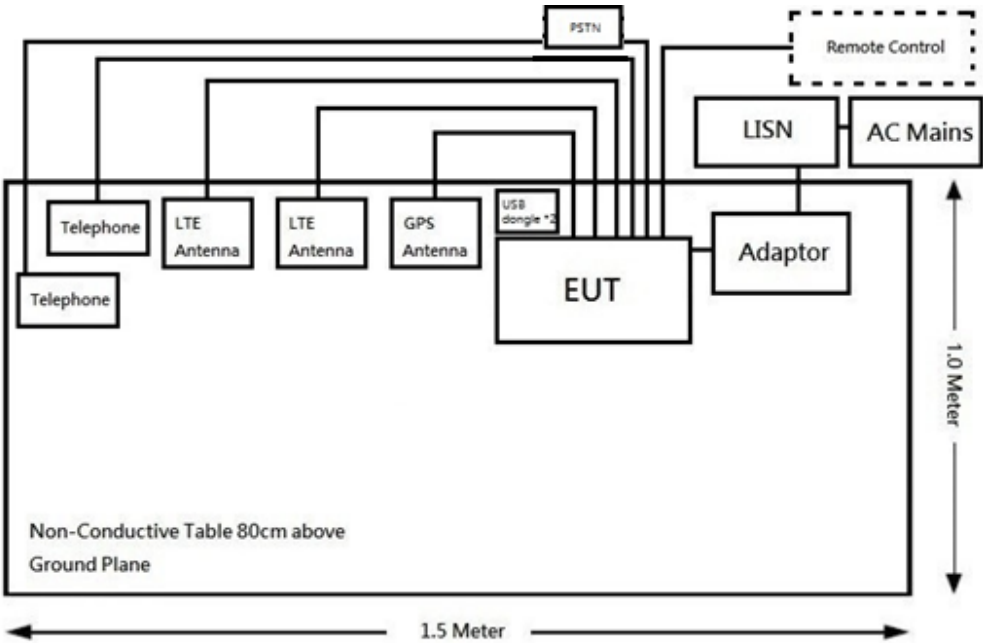 PSTN
Remote Control
LISN
AC Mains
Telephone
LTE
Antenna
LTE
Antenna
GPS
Antenna
USB
dongle *2
EUT
Adaptor
Telephone
1.0 Meter
Non-Conductive Table 80cm above
Ground Plane
1.5 Meter